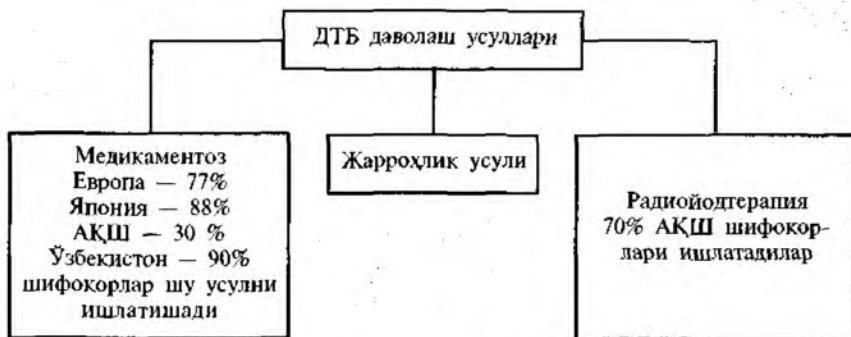 ДТБ даволаш усуллари
Медикаментоз
Европа — 77%
Япония — 88%
АҚШ — 30 %
Ўзбекистон — 90%
шифокорлар шу усулни
ишлатишади
Жарроҳлик усули
Радиойодтерапия
70% АҚШ шифокор-
лари ишлатадилар